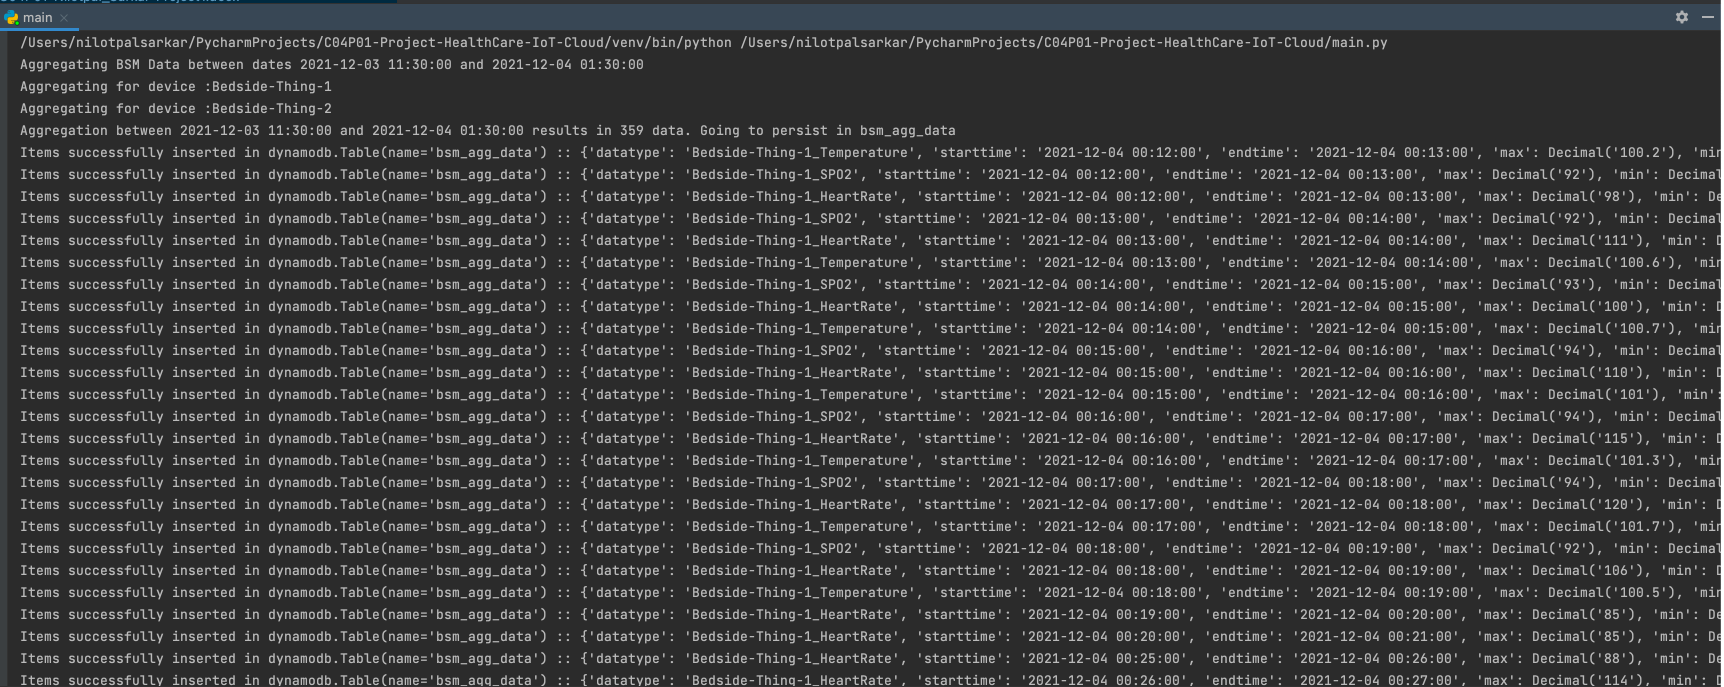 main
/Users/nilotpalsarkar/PycharmProjects/C04P01-Project-HealthCare-IoT-Cloud/venv/bin/python /Users/nilotpalsarkar/PycharmProjects/C04P01-Project-HealthCare-IoT-Cloud/main.py
Aggregating BSM Data between dates 2021-12-03 11:30:00 and 2021-12-04 01:30:00
Aggregating for device :Bedside-Thing-1
Aggregating for device :Bedside-Thing-2
Aggregation between 2021-12-03 11:30:00 and 2021-12-04 01:30:00 results in 359 data. Going to persist in bsm_agg_data
Items successfully inserted in dynamodb.Table(name='bsm_agg_data') :: {'datatype': 'Bedside-Thing-1_Temperature', 'starttime': '2021-12-04 00:12:00', 'endtime': '2021-12-04 00:13:00', 'max': Decimal('100.2'), 'min
Items successfully inserted in dynamodb.Table(name='bsm_agg_data') :: {'datatype': 'Bedside-Thing-1_SPO2', 'starttime': '2021-12-04 00:12:00', 'endtime': '2021-12-04 00:13:00', 'max': Decimal('92'), 'min': Decimal
Items successfully inserted in dynamodb.Table(name='bsm_agg_data') :: {'datatype': 'Bedside-Thing-1_HeartRate', 'starttime': '2021-12-04 00:12:00', 'endtime': '2021-12-04 00:13:00', 'max': Decimal('98'), 'min': De
Items successfully inserted in dynamodb.Table(name='bsm_agg_data') :: {'datatype': 'Bedside-Thing-1_SPO2', 'starttime': '2021-12-04 00:13:00', 'endtime': '2021-12-04 00:14:00', 'max': Decimal('92'), 'min': Decimal
Items successfully inserted in dynamodb.Table(name='bsm_agg_data') :: {'datatype': 'Bedside-Thing-1_HeartRate', 'starttime': '2021-12-04 00:13:00', 'endtime': '2021-12-04 00:14:00', 'max': Decimal('111'), 'min': D
Items successfully inserted in dynamodb.Table(name='bsm_agg_data') :: {'datatype': 'Bedside-Thing-1_Temperature', 'starttime': '2021-12-04 00:13:00', 'endtime': '2021-12-04 00:14:00', 'max': Decimal('100.6'), 'min
Items successfully inserted in dynamodb.Table(name='bsm_agg_data') :: {'datatype': 'Bedside-Thing-1_SPO2', 'starttime': '2021-12-04 00:14:00', 'endtime': '2021-12-04 00:15:00', 'max': Decimal('93'), 'min': Decimal
Items successfully inserted in dynamodb.Table(name='bsm_agg_data') :: {'datatype': 'Bedside-Thing-1_HeartRate', 'starttime': '2021-12-04 00:14:00', 'endtime': '2021-12-04 00:15:00', 'max': Decimal('100'), 'min': D
Items successfully inserted in dynamodb.Table(name='bsm_agg_data') :: {'datatype': 'Bedside-Thing-1_Temperature', 'starttime': '2021-12-04 00:14:00', 'endtime': '2021-12-04 00:15:00', 'max': Decimal('100.7'), 'min
Items successfully inserted in dynamodb.Table(name='bsm_agg_data') :: {'datatype': 'Bedside-Thing-1_SPO2', 'starttime': '2021-12-04 00:15:00', 'endtime': '2021-12-04 00:16:00', 'max': Decimal('94'), 'min': Decimal
Items successfully inserted in dynamodb.Table(name='bsm_agg_data') :: {'datatype': 'Bedside-Thing-1_HeartRate', 'starttime': '2021-12-04 00:15:00', 'endtime': '2021-12-04 00:16:00', 'max': Decimal('110'), 'min': D
Items successfully inserted in dynamodb.Table(name='bsm_agg_data') :: {'datatype': 'Bedside-Thing-1_Temperature', 'starttime': '2021-12-04 00:15:00', 'endtime': '2021-12-04 00:16:00', 'max': Decimal('101'), 'min':
Items successfully inserted in dynamodb.Table(name='bsm_agg_data') :: {'datatype': 'Bedside-Thing-1_SPO2', 'starttime': '2021-12-04 00:16:00', 'endtime': '2021-12-04 00:17:00', 'max': Decimal('94'), 'min': Decimal
Items successfully inserted in dynamodb.Table(name='bsm_agg_data') :: {'datatype': 'Bedside-Thing-1_HeartRate', 'starttime': '2021-12-04 00:16:00', 'endtime': '2021-12-04 00:17:00', 'max': Decimal('115'), 'min': D
Items successfully inserted in dynamodb.Table(name='bsm_agg_data') :: {'datatype': 'Bedside-Thing-1_Temperature', 'starttime': '2021-12-04 00:16:00', 'endtime': '2021-12-04 00:17:00', 'max': Decimal('101.3'), 'min
Items successfully inserted in dynamodb.Table(name='bsm_agg_data') :: {'datatype': 'Bedside-Thing-1_SPO2', 'starttime': '2021-12-04 00:17:00', 'endtime': '2021-12-04 00:18:00', 'max': Decimal('94'), 'min': Decimal
Items successfully inserted in dynamodb.Table(name='bsm_agg_data') :: {'datatype': 'Bedside-Thing-1_HeartRate', 'starttime': '2021-12-04 00:17:00', 'endtime': '2021-12-04 00:18:00', 'max': Decimal('120'), 'min': D
Items successfully inserted in dynamodb.Table(name='bsm_agg_data') :: {'datatype': 'Bedside-Thing-1_Temperature', 'starttime': '2021-12-04 00:17:00', 'endtime': '2021-12-04 00:18:00', 'max': Decimal('101.7'), 'min
Items successfully inserted in dynamodb.Table(name='bsm_agg_data') :: {'datatype': 'Bedside-Thing-1_SPO2', 'starttime': '2021-12-04 00:18:00', 'endtime': '2021-12-04 00:19:00', 'max': Decimal('92'), 'min': Decimal
Items successfully inserted in dynamodb.Table(name='bsm_agg_data') :: {'datatype': 'Bedside-Thing-1_HeartRate', 'starttime': '2021-12-04 00:18:00', 'endtime': '2021-12-04 00:19:00', 'max': Decimal('106'), 'min': D
Items successfully inserted in dynamodb.Table(name='bsm_agg_data') :: {'datatype': 'Bedside-Thing-1_Temperature', 'starttime': '2021-12-04 00:18:00', 'endtime': '2021-12-04 00:19:00', 'max': Decimal('100.5'), 'min
Items successfully inserted in dynamodb.Table(name='bsm_agg_data') :: {'datatype': 'Bedside-Thing-1_HeartRate', 'starttime': '2021-12-04 00:19:00', 'endtime': '2021-12-04 00:20:00', 'max': Decimal('85'), 'min': De
Items successfully inserted in dynamodb.Table(name='bsm_agg_data') :: {'datatype': 'Bedside-Thing-1_HeartRate', 'starttime': '2021-12-04 00:20:00', 'endtime': '2021-12-04 00:21:00', 'max': Decimal('85'), 'min': De
Items successfully inserted in dynamodb.Table(name='bsm_agg_data') :: {'datatype': 'Bedside-Thing-1_HeartRate', 'starttime': '2021-12-04 00:25:00', 'endtime': '2021-12-04 00:26:00', 'max': Decimal('88'), 'min': De
Items successfully inserted in dynamodb.Table(name='bsm_agg_data') :: {'datatype': 'Bedside-Thing-1_HeartRate', 'starttime': '2021-12-04 00:26:00', 'endtime': '2021-12-04 00:27:00', 'max': Decimal('114'), 'min': D